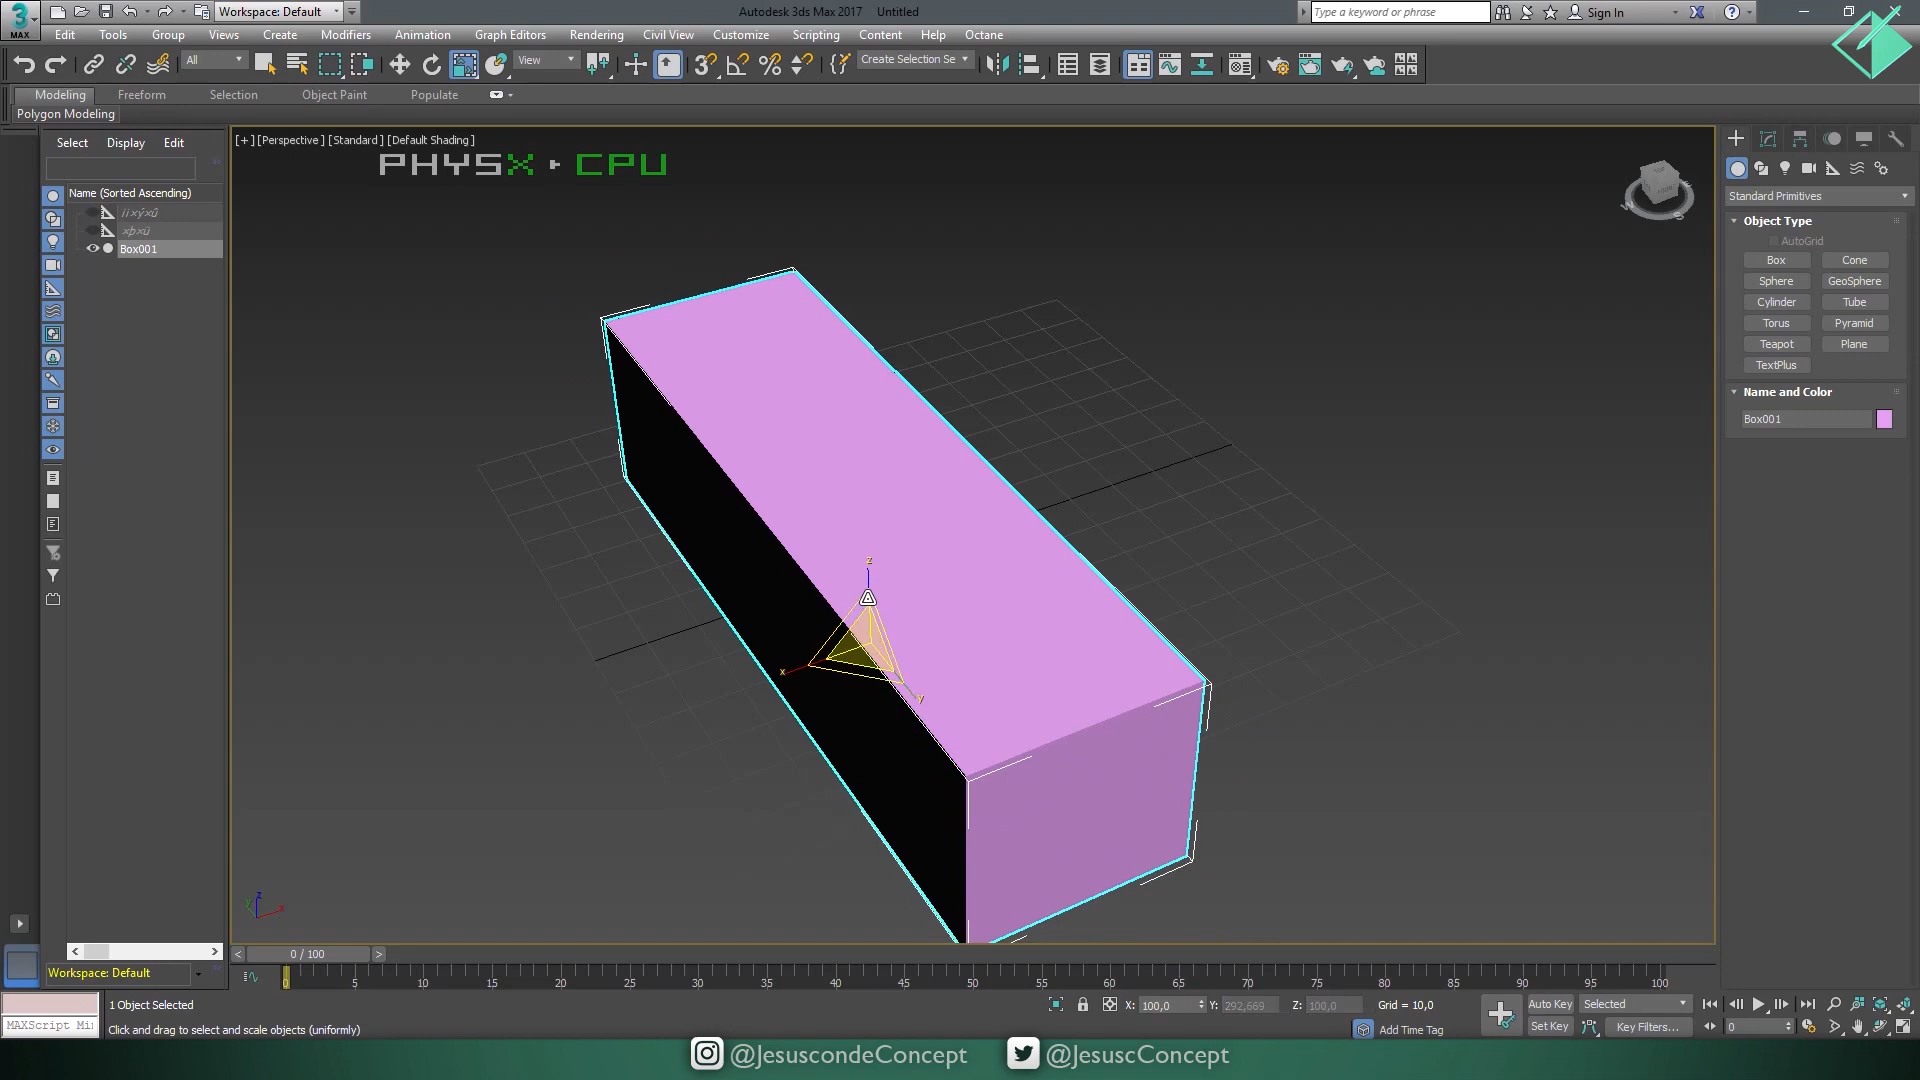 Workspace: Default
Autodesk 3ds Max 2017    Untitled
Type a keyword or phrase
Sign In
MAX
Edit Tools Group Views Create Modifiers Animation Graph Editors Rendering Civil View Customize Scripting Content Help Octane
All
View
Create Selection Se
Modeling Freeform Selection Object Paint Populate
Polygon Modeling
Select Display Edit
Name (Sorted Ascending)
Box001
[+] [Perspective ] [Standard ] [Default Shading ]
PHYSX ▸ CPU
Standard Primitives
Object Type
AutoGrid
Box Cone
Sphere GeoSphere
Cylinder Tube
Torus Pyramid
Teapot Plane
TextPlus
Name and Color
Box001
z
x
y
z
y
x
0 / 100
Workspace: Default
0 5 10 15 20 25 30 35 40 45 50 55 60 65 70 75 80 85 90 95 100
1 Object Selected
X: 100,0 Y: 292,669 Z: 100,0 Grid = 10,0
Auto Key Selected
MAXScript Mi
Click and drag to select and scale objects (uniformly)
Add Time Tag
Set Key Key Filters...
0
@JesuscondeConcept
@JesuscConcept